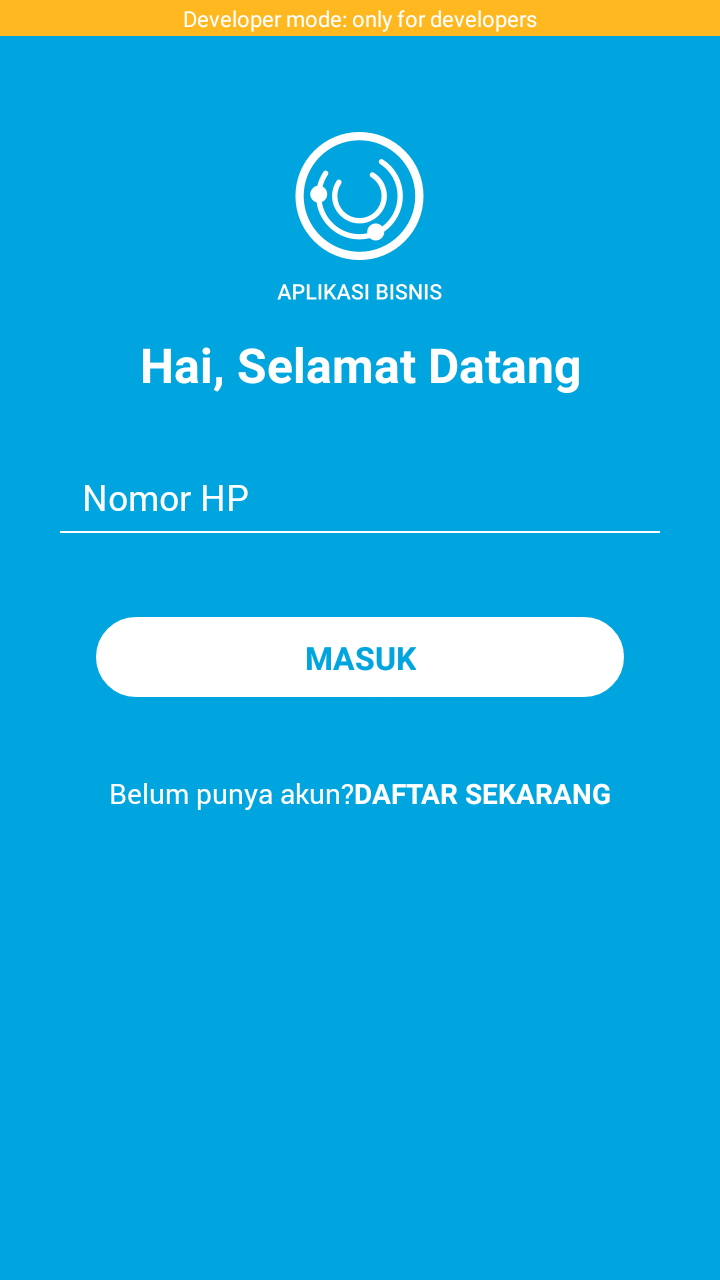 Developer mode: only for developers
APLIKASI BISNIS
Hai, Selamat Datang
Nomor HP
MASUK
Belum punya akun?DAFTAR SEKARANG